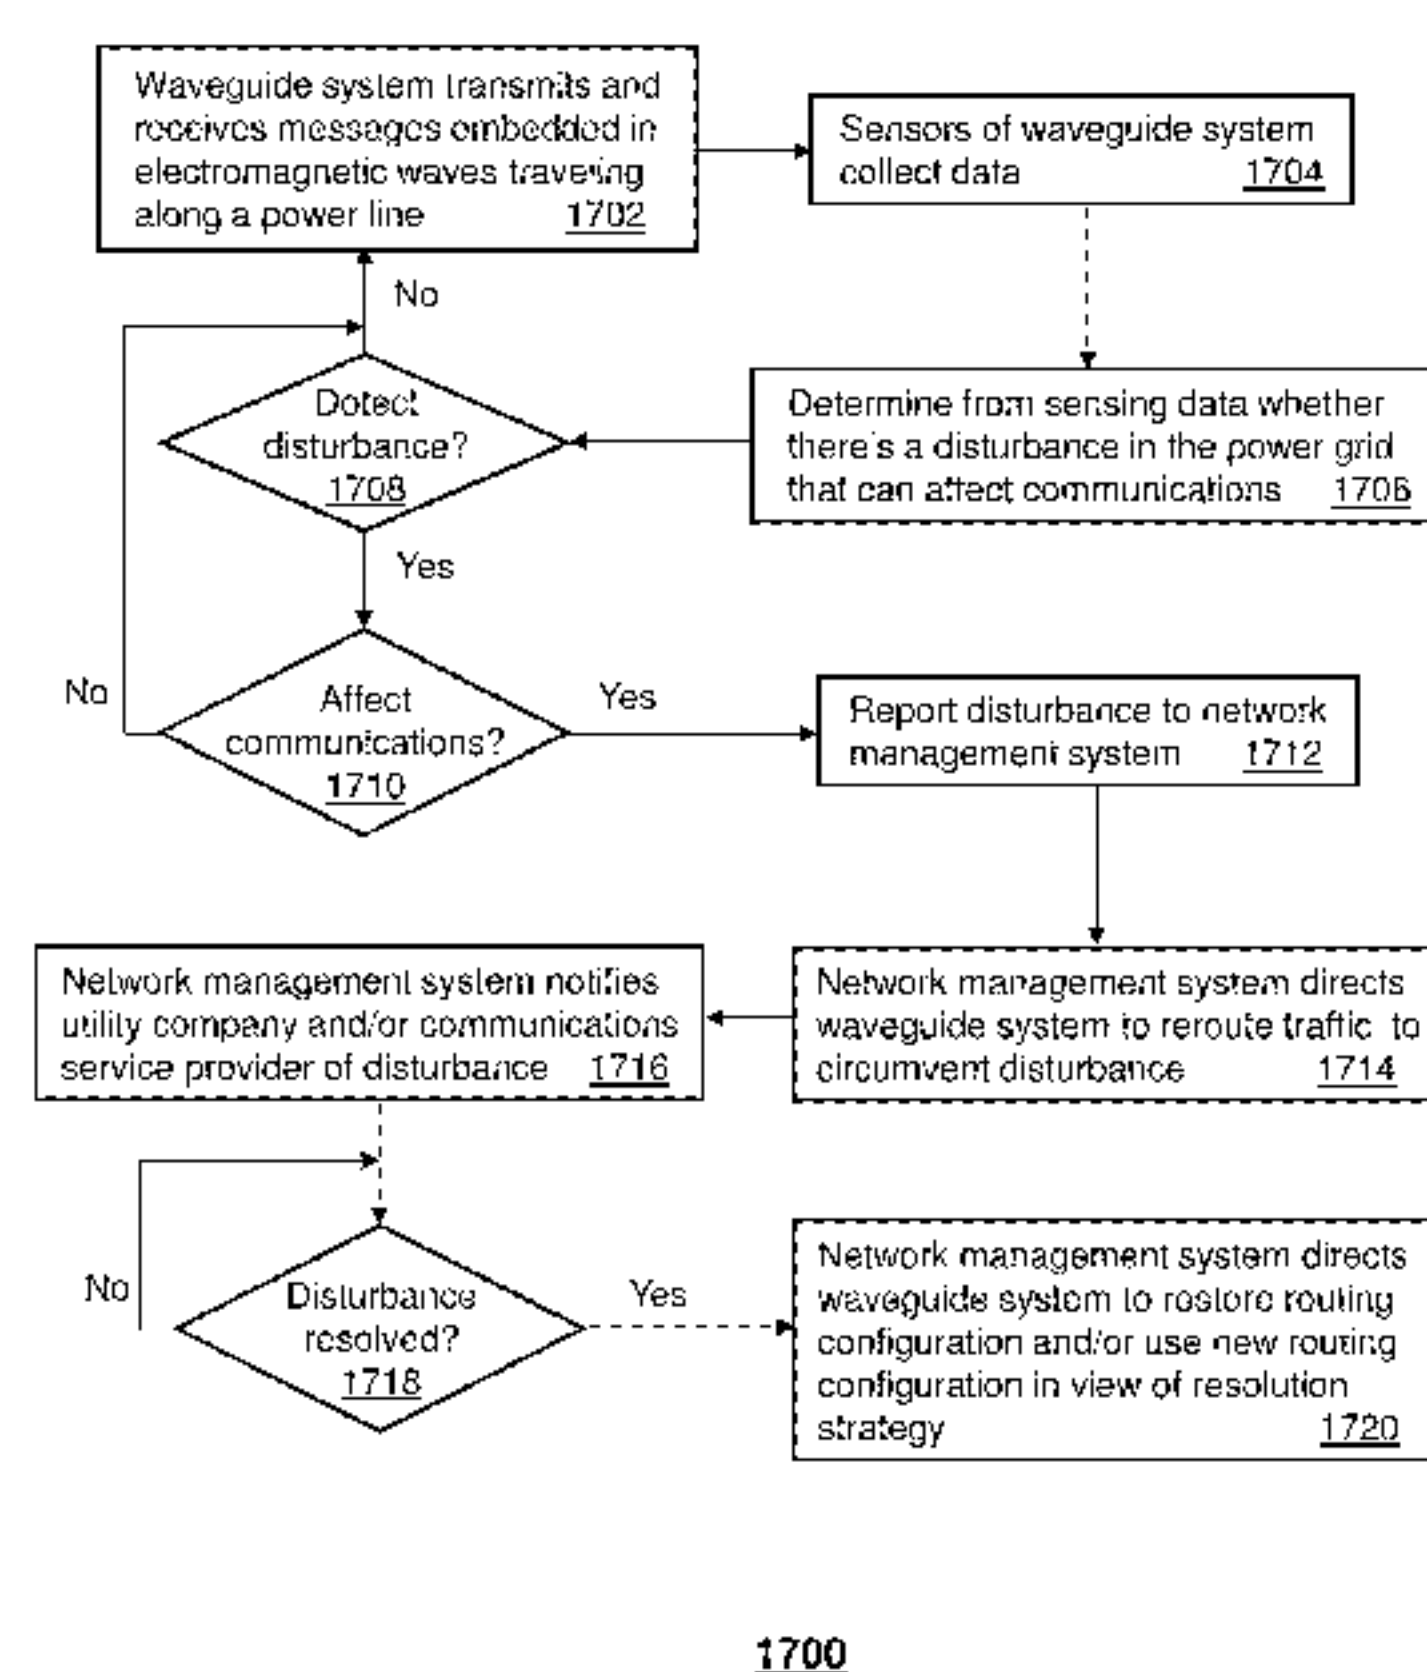 Waveguide system transmits and
receives messages embedded in
electromagnetic waves traveling
along a power line 1702
Sensors of waveguide system
collect data 1704
No
Detect
disturbance?
1708
Determine from sensing data whether
there's a disturbance in the power grid
that can affect communications 1706
Yes
No
Affect
communications?
1710
Yes
Report disturbance to network
management system 1712
Network management system notifies
utility company and/or communications
service provider of disturbance 1716
Network management system directs
waveguide system to reroute traffic to
circumvent disturbance 1714
No
Disturbance
resolved?
1718
Yes
Network management system directs
waveguide system to restore routing
configuration and/or use new routing
configuration in view of resolution
strategy 1720
1700